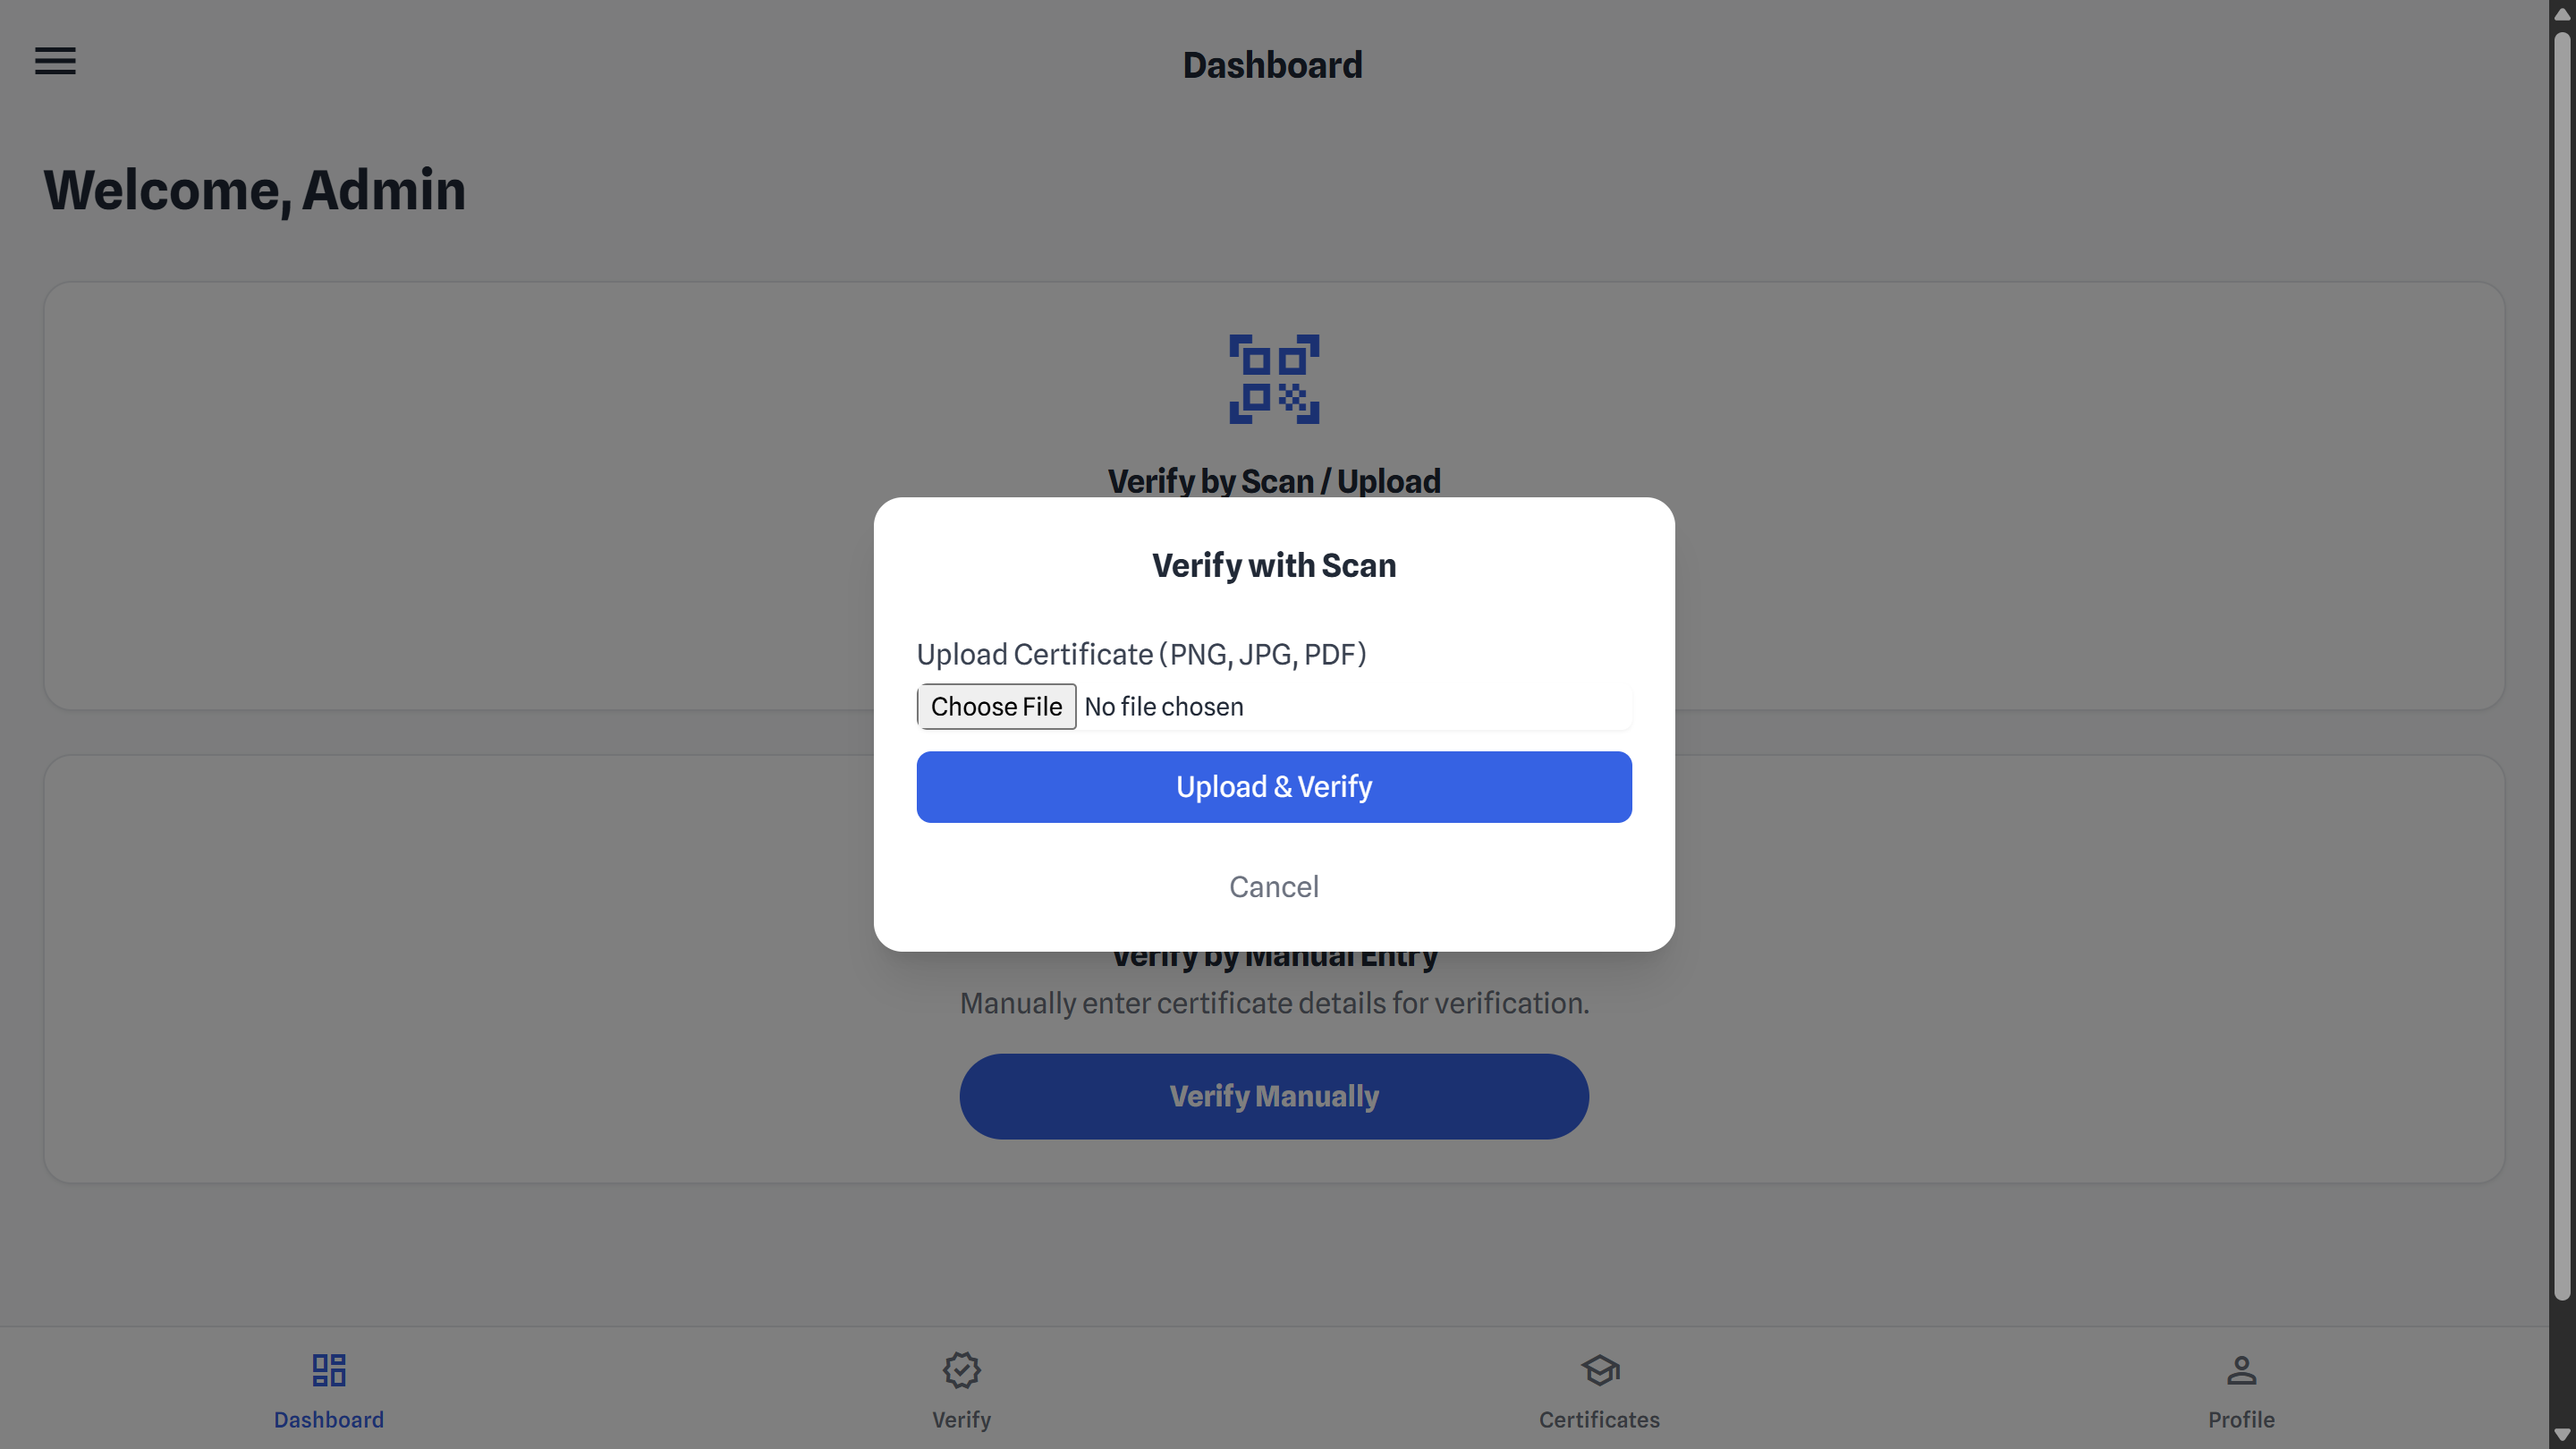 Dashboard
Welcome, Admin
Verify by Scan / Upload
Verify with Scan
Upload Certificate (PNG, JPG, PDF)
Choose File No file chosen
Upload & Verify
Cancel
Verify by Manual Entry
Manually enter certificate details for verification.
Verify Manually
Dashboard
Verify
Certificates
Profile